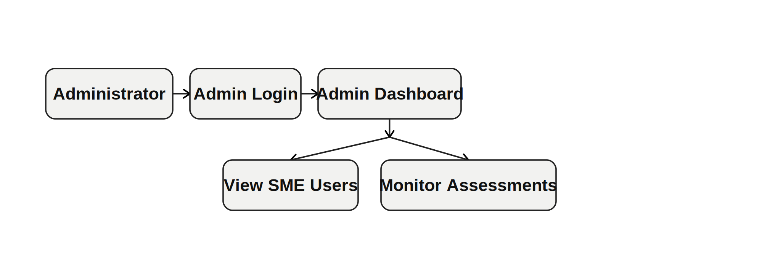 Administrator
Admin Login
Admin Dashboard
View SME Users
Monitor Assessments